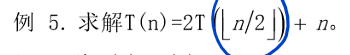 例 5. 求解T(n)=2T(⌊n/2⌋)+ n。